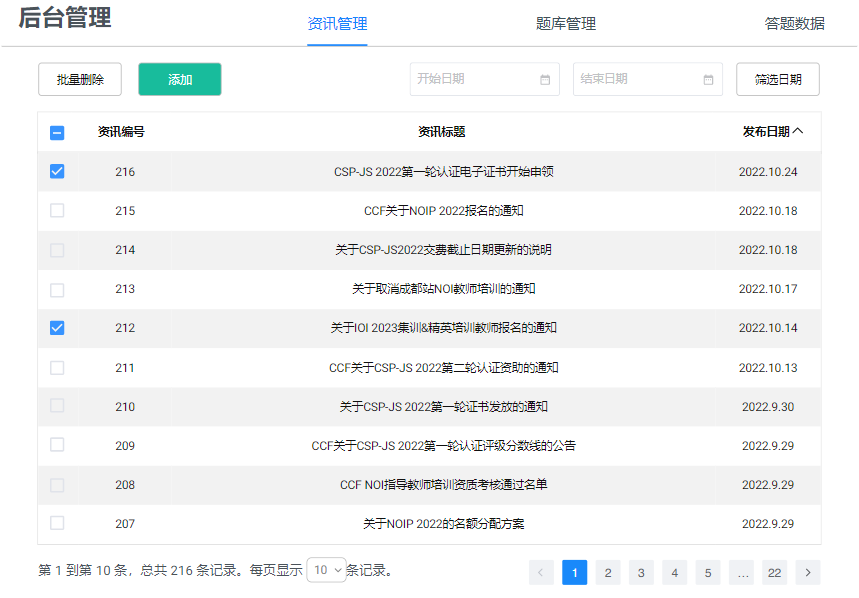 后台管理
资讯管理 题库管理 答题数据
批量删除 添加 开始日期 结束日期 筛选日期
资讯编号 资讯标题 发布日期
216 CSP-JS 2022第一轮认证电子证书开始申领 2022.10.24
215 CCF关于NOIP 2022报名的通知 2022.10.18
214 关于CSP-JS2022交费截止日期更新的说明 2022.10.18
213 关于取消成都站NOI教师培训的通知 2022.10.17
212 关于IOI 2023集训&精英培训教师报名的通知 2022.10.14
211 CCF关于CSP-JS 2022第二轮认证资助的通知 2022.10.13
210 关于CSP-JS 2022第一轮证书发放的通知 2022.9.30
209 CCF关于CSP-JS 2022第一轮认证评级分数线的公告 2022.9.29
208 CCF NOI指导教师培训资质考核通过名单 2022.9.29
207 关于NOIP 2022的名额分配方案 2022.9.29
第 1 到第 10 条，总共 216 条记录。每页显示 10 条记录。 < 1 2 3 4 5 ... 22 >